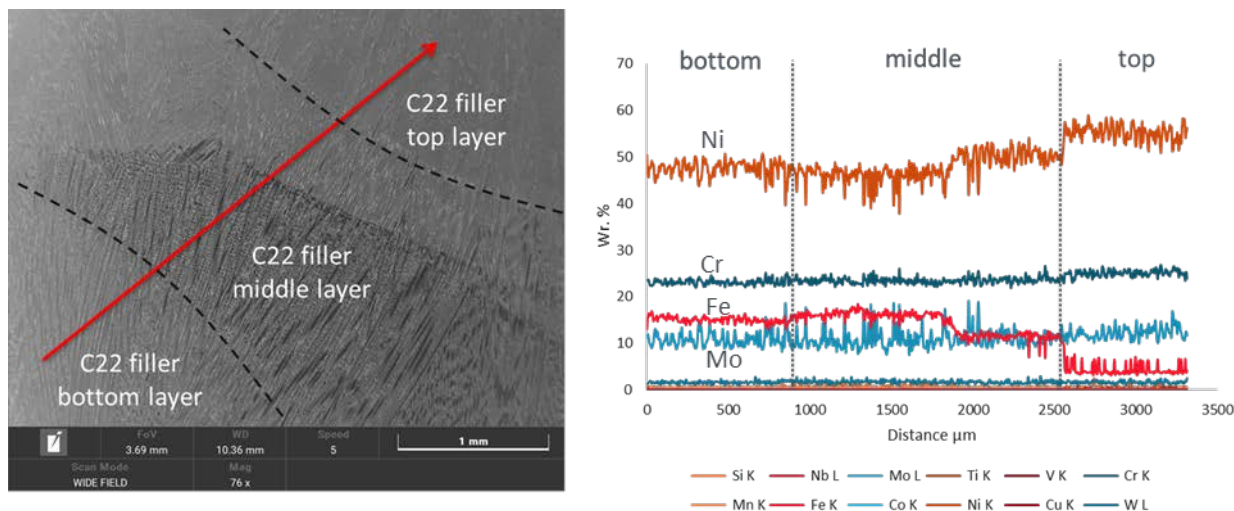 C22 filler
top layer
C22 filler
middle layer
C22 filler
bottom layer
FoV
WD
Speed
3.69 mm
10.36 mm
5
1 mm
Scan Mode
Mag
WIDE FIELD
76 x
bottom
middle
top
70
60
50
40
30
20
10
0
Wr. %
Ni
Cr
Fe
Mo
0
500
1000
1500
2000
2500
3000
3500
Distance µm
Si K
Nb L
Mo L
Ti K
V K
Cr K
Mn K
Fe K
Co K
Ni K
Cu K
W L